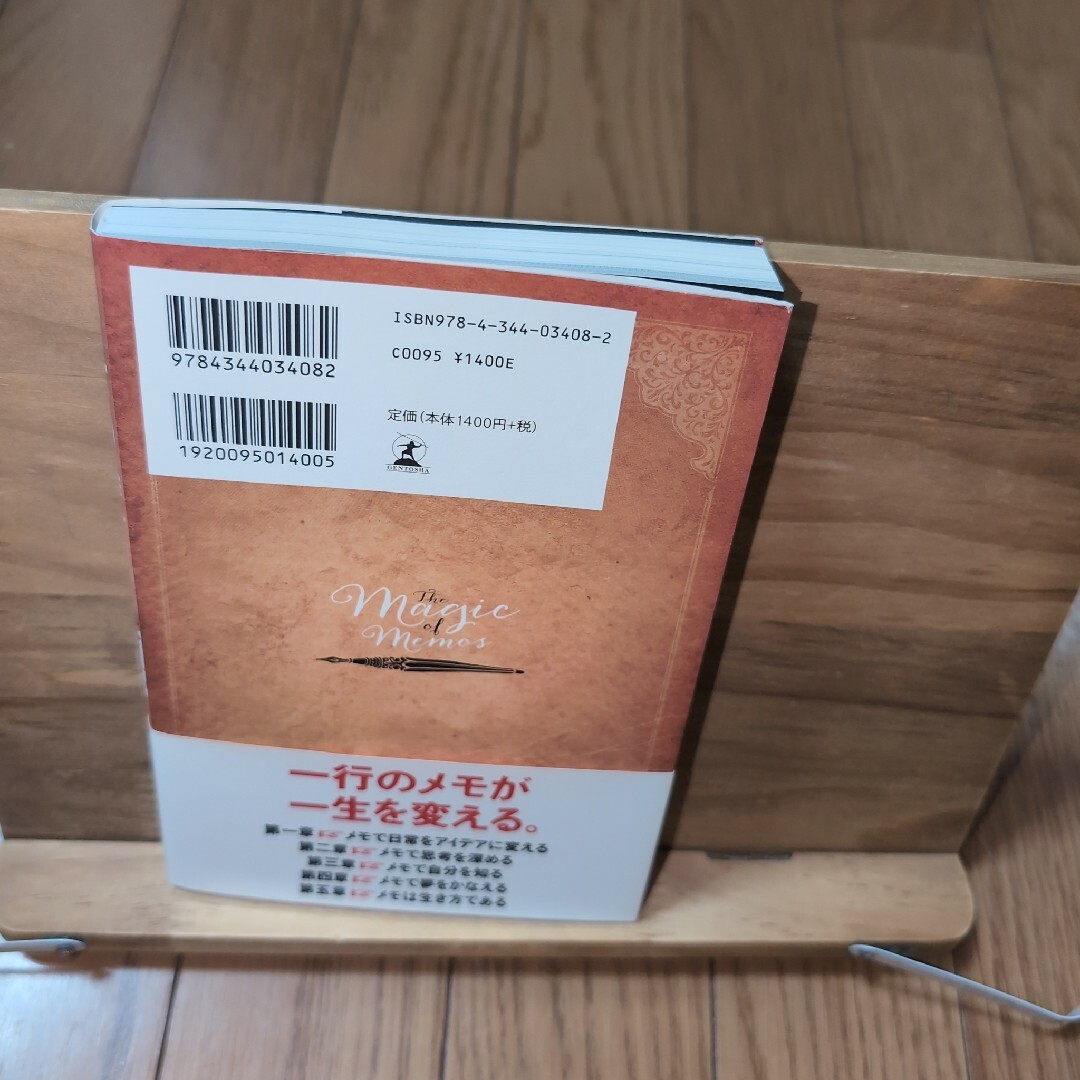 ISBN978-4-344-03408-2
C0095 ¥1400E
9784344034082
定価(本体1400円+税)
1920095014005
GENTOSHA
The
Magic
of
Memos
一行のメモが
一生を変える。
第一章 メモで日常をアイデアに変える
第二章 メモで思考を深める
第三章 メモで自分を知る
第四章 メモで夢をかなえる
第五章 メモは生き方である